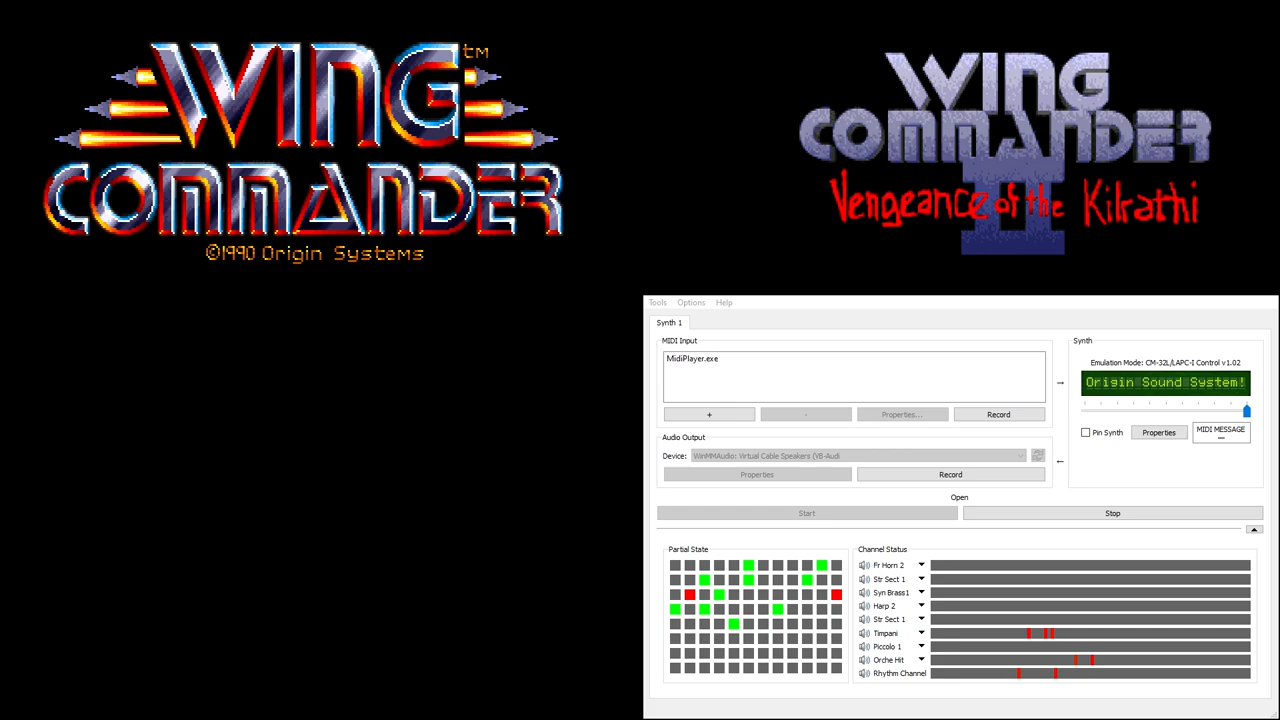 WING™
COMMANDER
©1990 Origin Systems
WING
COMMANDER
II
Vengeance of the Kilrathi
Tools Options Help
Synth 1
MIDI Input
MidiPlayer.exe
+ - Properties... Record
Audio Output
Device: WinMMAudio: Virtual Cable Speakers (VB-Audi
Properties Record
Synth
Emulation Mode: CM-32L/LAPC-I Control v1.02
Origin Sound System!
Pin Synth Properties MIDI MESSAGE
Open
Start Stop
Partial State
Channel Status
Fr Horn 2
Str Sect 1
Syn Brass1
Harp 2
Str Sect 1
Timpani
Piccolo 1
Orche Hit
Rhythm Channel